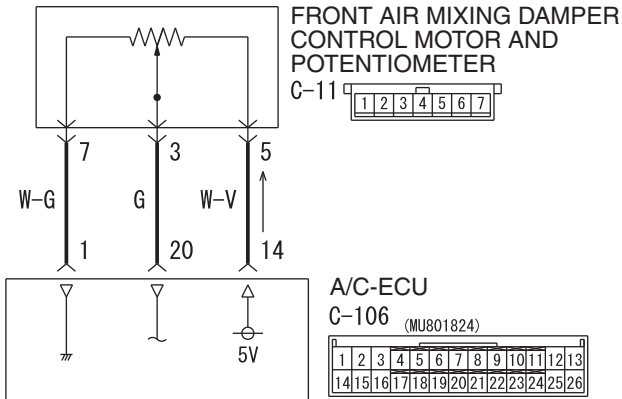 FRONT AIR MIXING DAMPER
CONTROL MOTOR AND
POTENTIOMETER
C-11
1 2 3 4 5 6 7
7 3 5
W-G G W-V
1 20 14
A/C-ECU
C-106 (MU801824)
5V
1 2 3 4 5 6 7 8 9 10 11 12 13
14 15 16 17 18 19 20 21 22 23 24 25 26